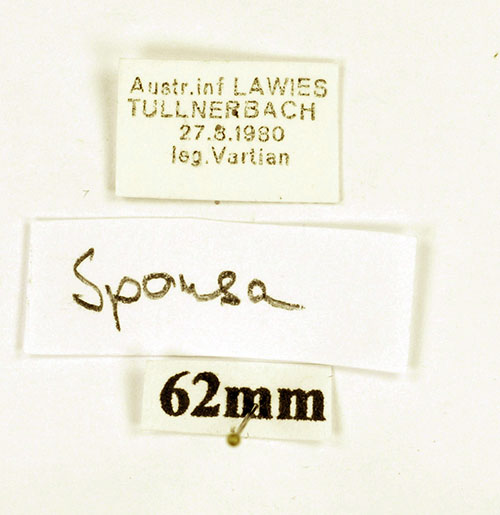 Austr.inf LAWIES
TULLNERBACH
27.8.1980
leg.Vartian
Sponsa
62mm